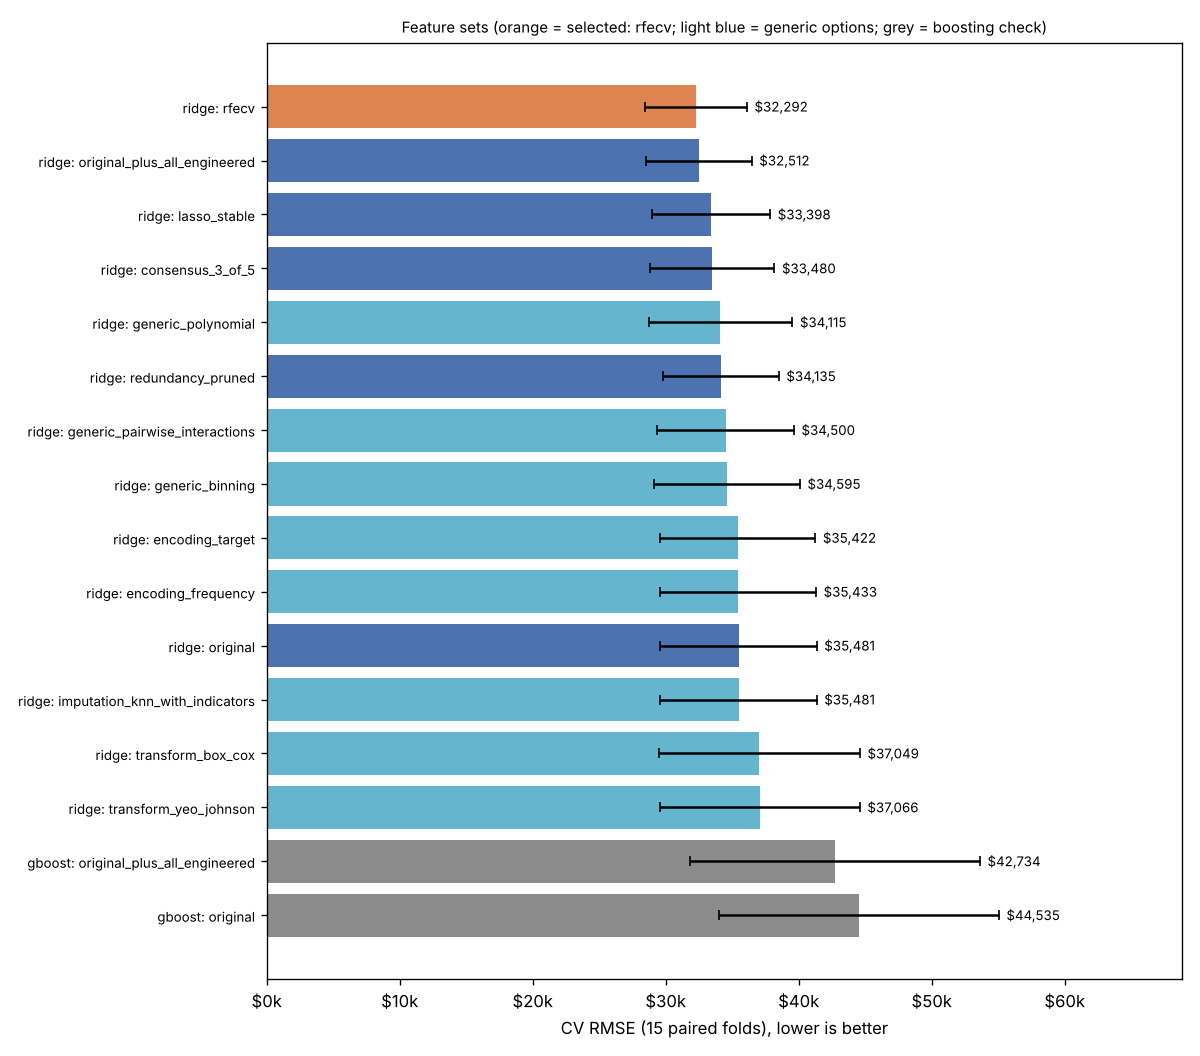 Feature sets (orange = selected: rfecv; light blue = generic options; grey = boosting check)
ridge: rfecv $32,292
ridge: original_plus_all_engineered $32,512
ridge: lasso_stable $33,398
ridge: consensus_3_of_5 $33,480
ridge: generic_polynomial $34,115
ridge: redundancy_pruned $34,135
ridge: generic_pairwise_interactions $34,500
ridge: generic_binning $34,595
ridge: encoding_target $35,422
ridge: encoding_frequency $35,433
ridge: original $35,481
ridge: imputation_knn_with_indicators $35,481
ridge: transform_box_cox $37,049
ridge: transform_yeo_johnson $37,066
gboost: original_plus_all_engineered $42,734
gboost: original $44,535
$0k $10k $20k $30k $40k $50k $60k
CV RMSE (15 paired folds), lower is better